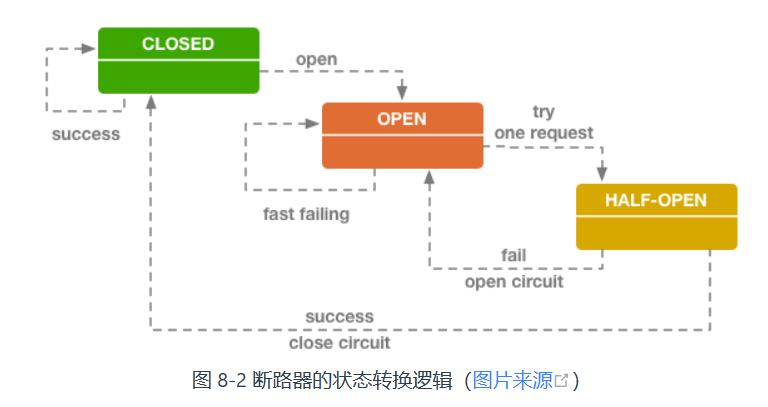 CLOSED
open
success
OPEN
try
one request
fast failing
HALF-OPEN
fail
open circuit
success
close circuit
图 8-2 断路器的状态转换逻辑（图片来源）